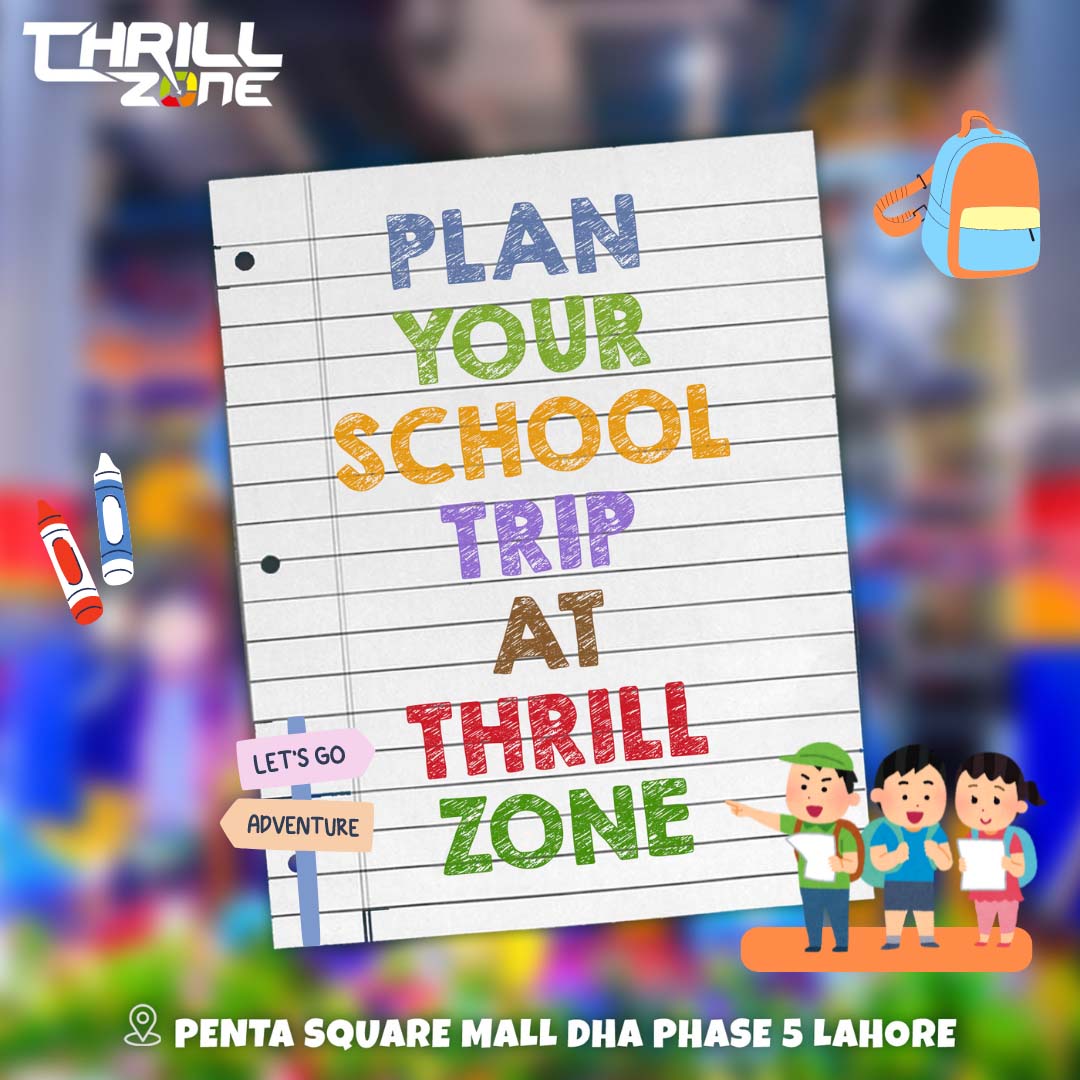 THRILL
ZONE
PLAN
YOUR
SCHOOL
TRIP
AT
THRILL
ZONE
LET'S GO
ADVENTURE
PENTA SQUARE MALL DHA PHASE 5 LAHORE